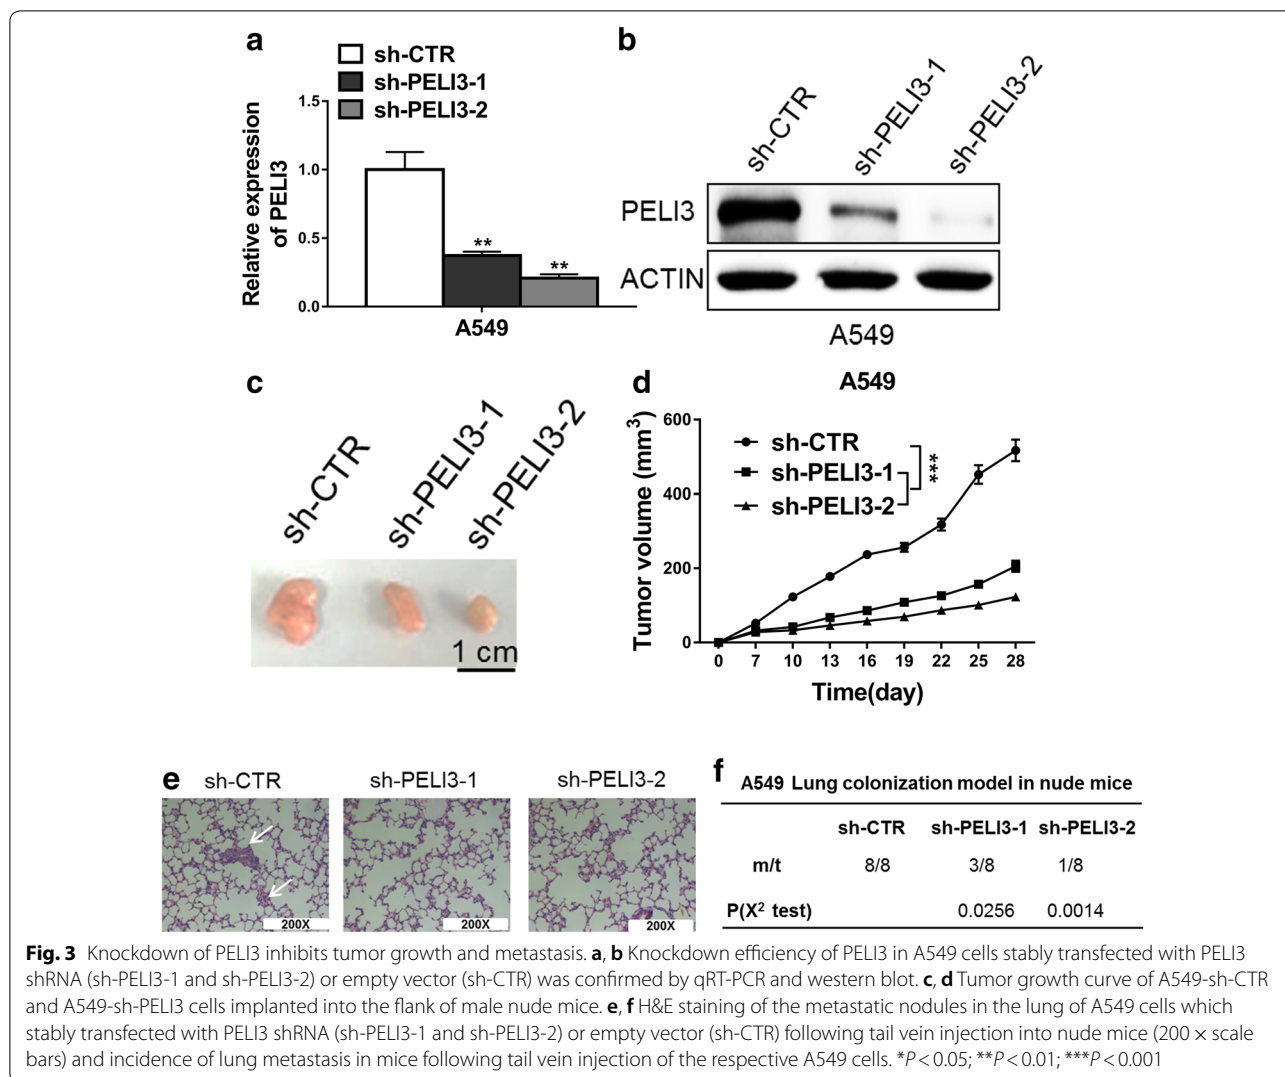 a
sh-CTR
sh-PELI3-1
sh-PELI3-2
Relative expression
of PELI3
1.5
1.0
0.5
0.0
**
**
A549
b
sh-CTR
sh-PELI3-1
sh-PELI3-2
PELI3
ACTIN
A549
c
sh-CTR
sh-PELI3-1
sh-PELI3-2
1 cm
d
A549
Tumor volume (mm³)
600
400
200
0
sh-CTR
sh-PELI3-1
sh-PELI3-2
***
0 7 10 13 16 19 22 25 28
Time(day)
e
sh-CTR
sh-PELI3-1
sh-PELI3-2
200X
200X
200X
f
A549 Lung colonization model in nude mice
sh-CTR sh-PELI3-1 sh-PELI3-2
m/t 8/8 3/8 1/8
P(X² test) 0.0256 0.0014
Fig. 3 Knockdown of PELI3 inhibits tumor growth and metastasis. a, b Knockdown efficiency of PELI3 in A549 cells stably transfected with PELI3
shRNA (sh-PELI3-1 and sh-PELI3-2) or empty vector (sh-CTR) was confirmed by qRT-PCR and western blot. c, d Tumor growth curve of A549-sh-CTR
and A549-sh-PELI3 cells implanted into the flank of male nude mice. e, f H&E staining of the metastatic nodules in the lung of A549 cells which
stably transfected with PELI3 shRNA (sh-PELI3-1 and sh-PELI3-2) or empty vector (sh-CTR) following tail vein injection into nude mice (200 × scale
bars) and incidence of lung metastasis in mice following tail vein injection of the respective A549 cells. *P < 0.05; **P < 0.01; ***P < 0.001